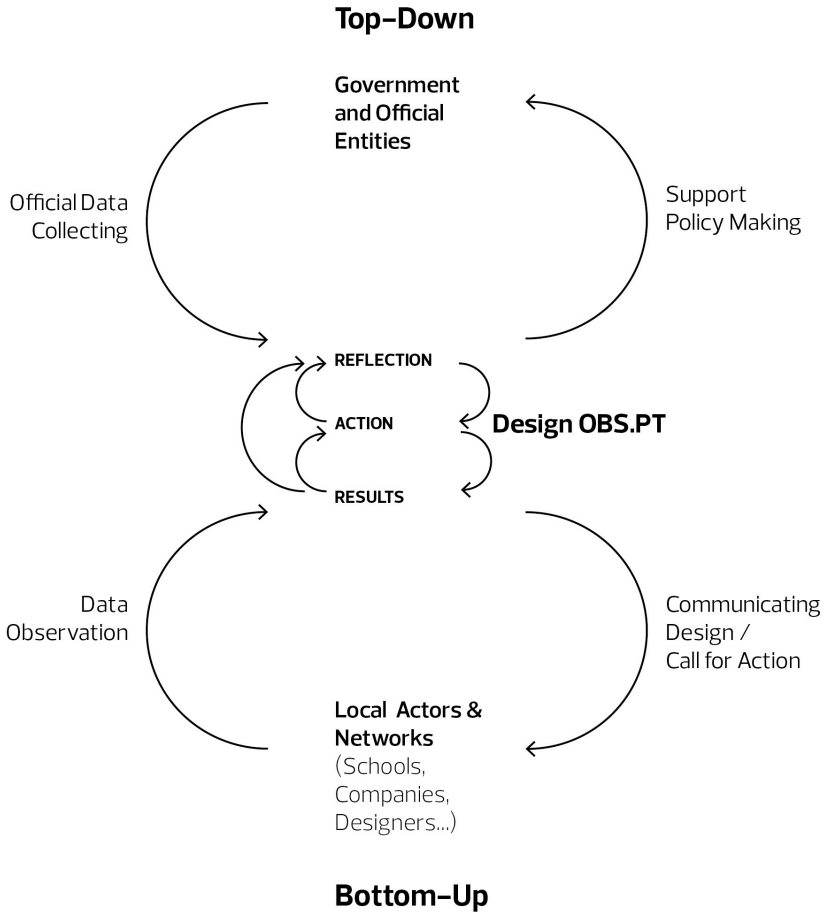 Top-Down
Government
and Official
Entities
Official Data
Collecting
Support
Policy Making
REFLECTION
ACTION
Design OBS.PT
RESULTS
Data
Observation
Communicating
Design /
Call for Action
Local Actors &
Networks
(Schools,
Companies,
Designers...)
Bottom-Up